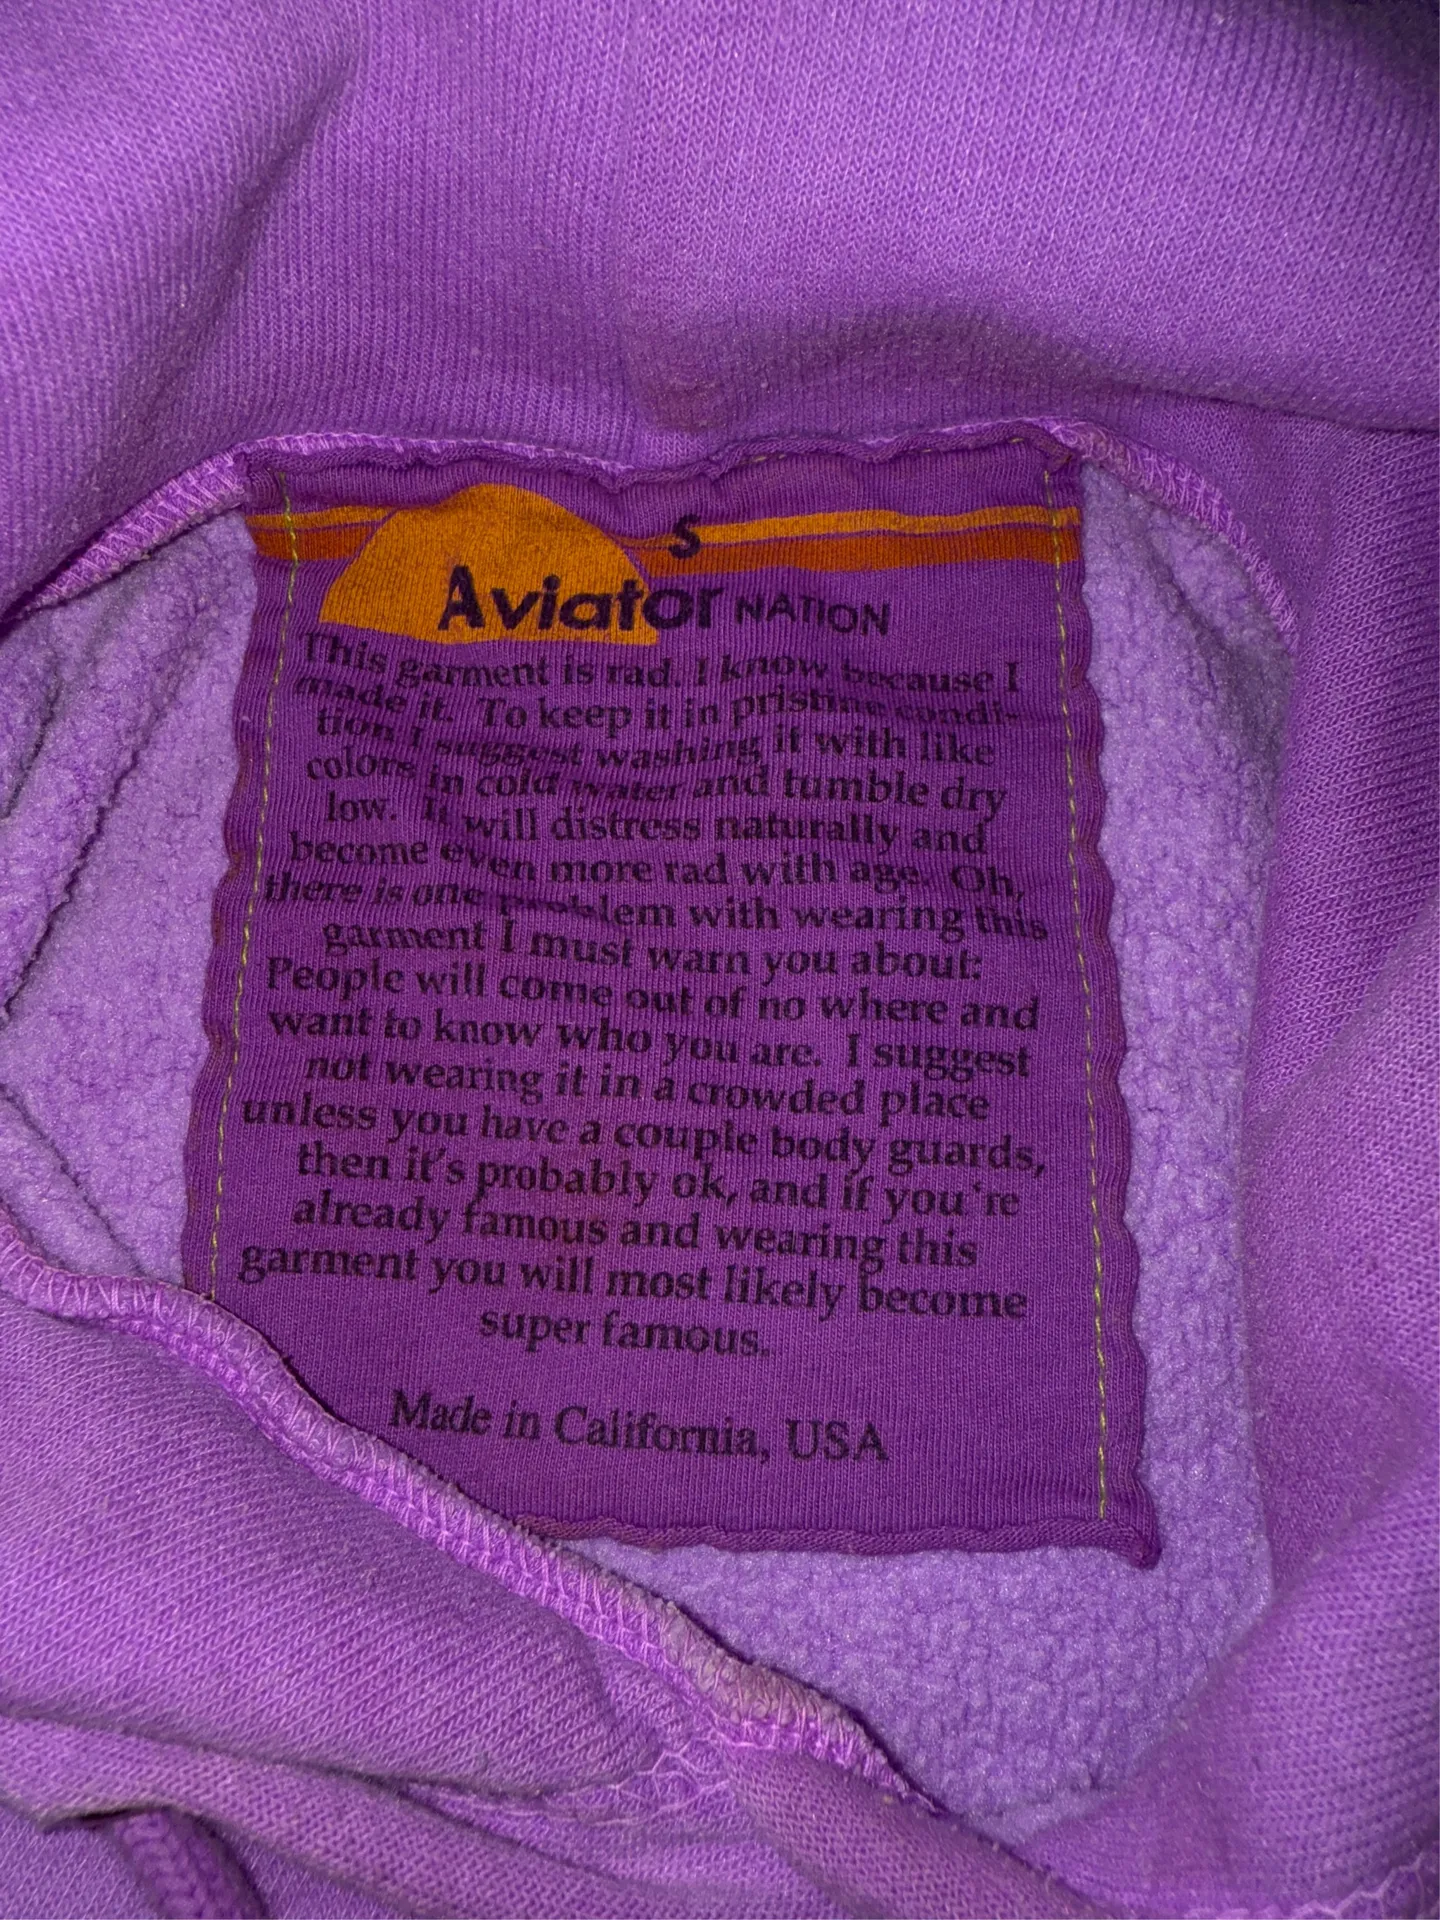 S
Aviator NATION
This garment is rad. I know because I
made it. To keep it in pristine condi-
tion I suggest washing it with like
colors in cold water and tumble dry
low. It will distress naturally and
become even more rad with age. Oh,
there is one problem with wearing this
garment I must warn you about:
People will come out of no where and
want to know who you are. I suggest
not wearing it in a crowded place
unless you have a couple body guards,
then it's probably ok, and if you're
already famous and wearing this
garment you will most likely become
super famous.
Made in California, USA